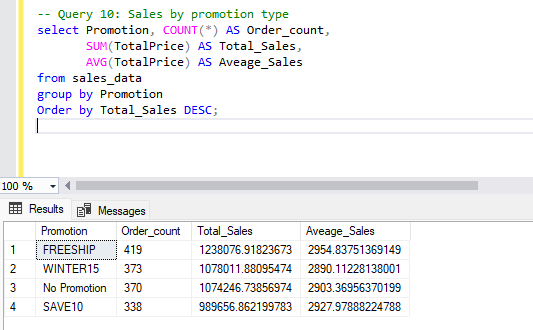 -- Query 10: Sales by promotion type
select Promotion, COUNT(*) AS Order_count,
SUM(TotalPrice) AS Total_Sales,
AVG(TotalPrice) AS Aveage_Sales
from sales_data
group by Promotion
Order by Total_Sales DESC;
100 %
Results Messages
Promotion Order_count Total_Sales Aveage_Sales
1 FREESHIP 419 1238076.91823673 2954.83751369149
2 WINTER15 373 1078011.88095474 2890.11228138001
3 No Promotion 370 1074246.73856974 2903.36956370199
4 SAVE10 338 989656.862199783 2927.97888224788